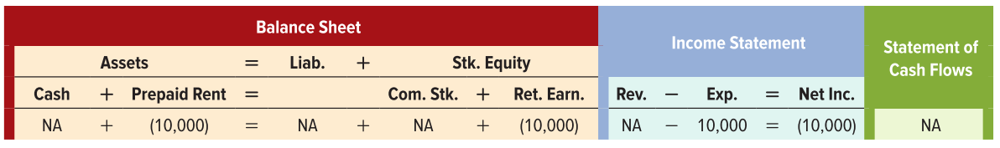 Balance Sheet
Income Statement
Statement of
Cash Flows
Assets = Liab. + Stk. Equity
Cash + Prepaid Rent = Com. Stk. + Ret. Earn. Rev. − Exp. = Net Inc.
NA + (10,000) = NA + NA + (10,000) NA − 10,000 = (10,000) NA